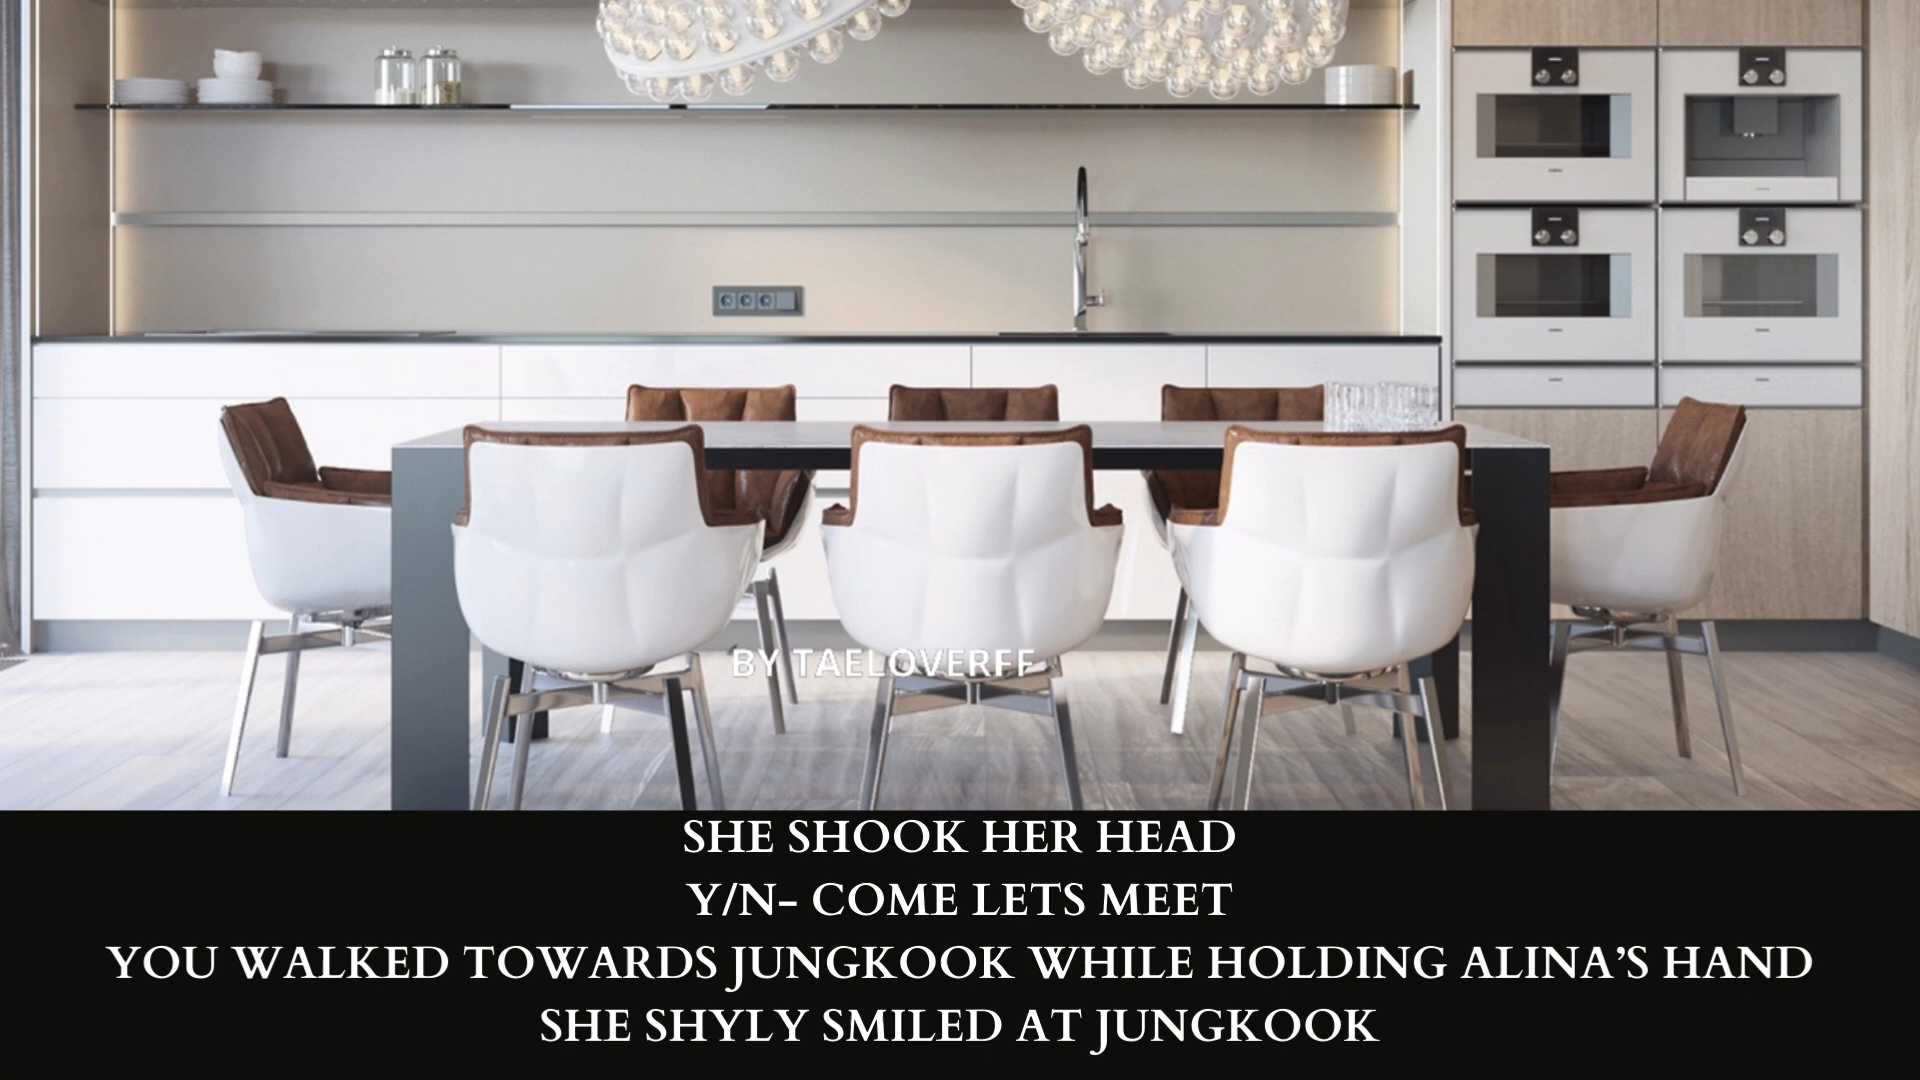 BY TAELOVERFF
SHE SHOOK HER HEAD
Y/N- COME LETS MEET
YOU WALKED TOWARDS JUNGKOOK WHILE HOLDING ALINA'S HAND
SHE SHYLY SMILED AT JUNGKOOK